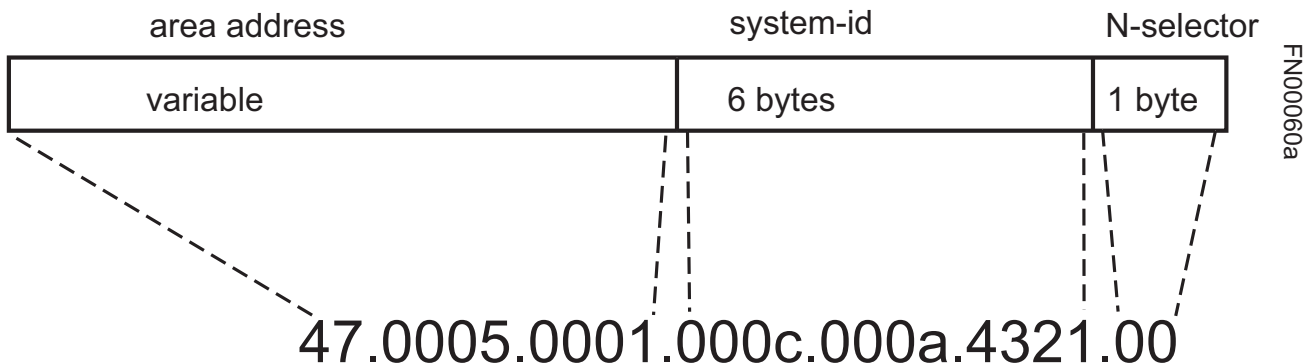 area address system-id N-selector
variable 6 bytes 1 byte
47.0005.0001.000c.000a.4321.00
FN00060a